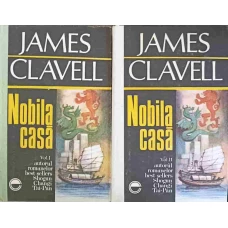 JAMES
CLAVELL
Nobila
casă
Vol I
autorul
romanelor
best sellers
Shogun
Changi
Tai-Pan
JAMES
CLAVELL
Nobila
casă
Vol II
autorul
romanelor
best sellers
Shogun
Changi
Tai-Pan